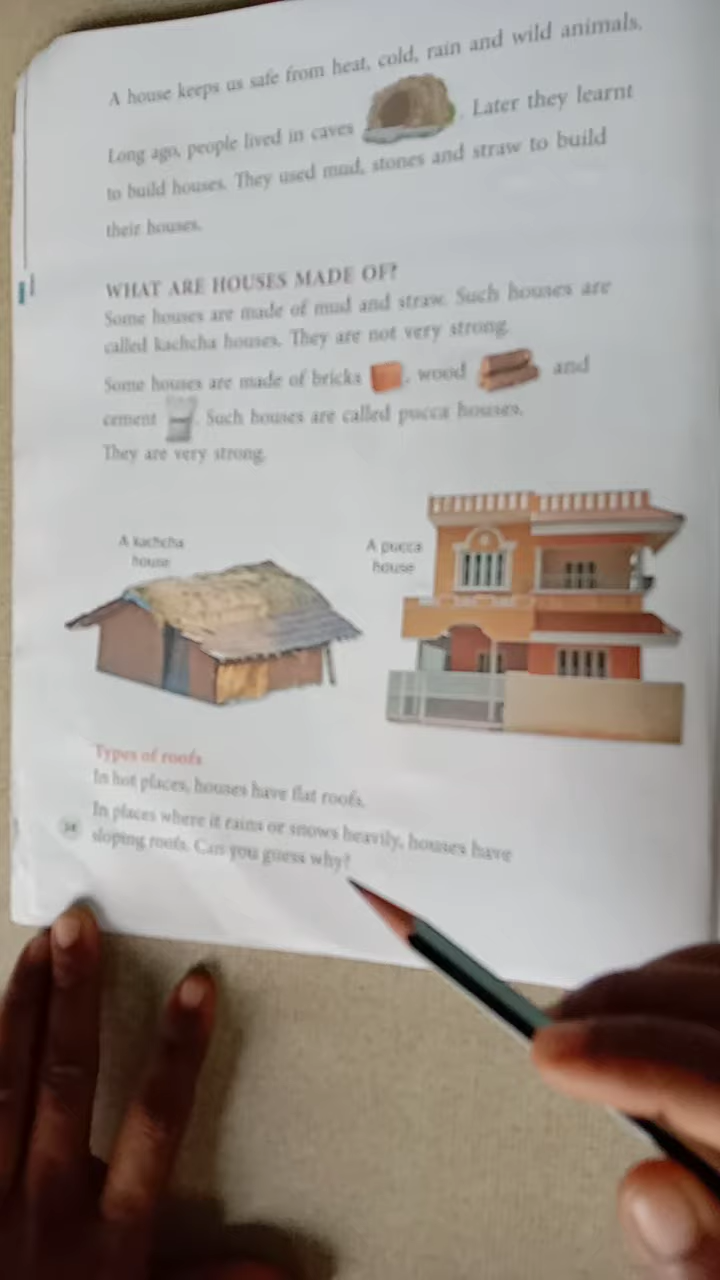 A house keeps us safe from heat, cold, rain and wild animals.
Long ago, people lived in caves . Later they learnt
to build houses. They used mud, stones and straw to build
their houses.
WHAT ARE HOUSES MADE OF?
Some houses are made of mud and straw. Such houses are
called kachcha houses. They are not very strong.
Some houses are made of bricks , wood and
cement . Such houses are called pucca houses.
They are very strong.
A kachcha
house
A pucca
house
Types of roofs
In hot places, houses have flat roofs.
In places where it rains or snows heavily, houses have
sloping roofs. Can you guess why?